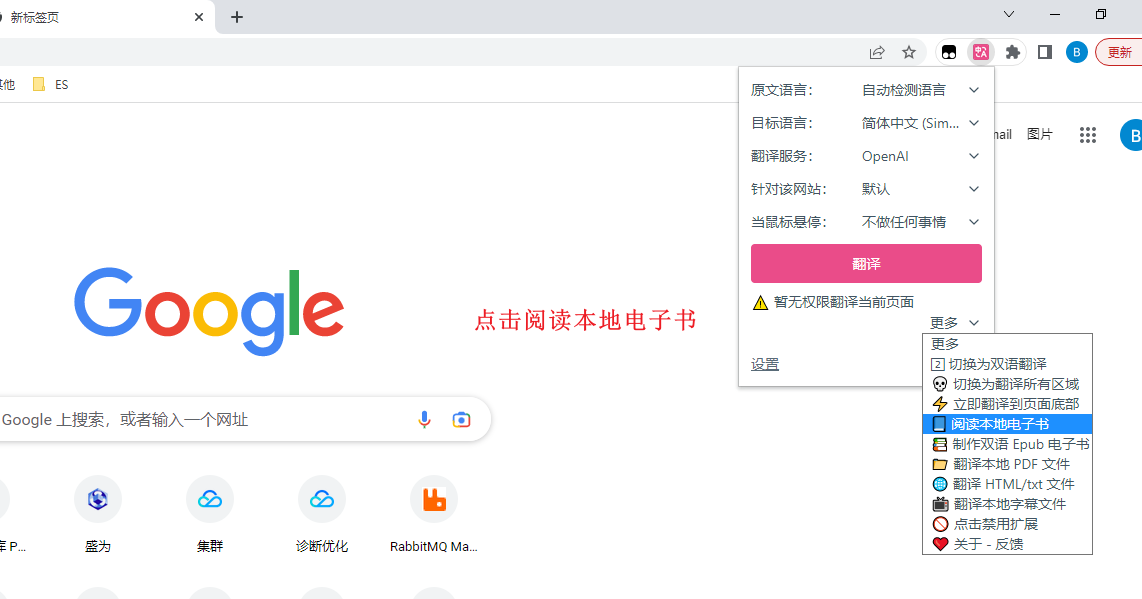 新标签页
B
更新
其他
ES
原文语言：
自动检测语言
目标语言：
简体中文 (Sim...
翻译服务：
OpenAI
针对该网站：
默认
当鼠标悬停：
不做任何事情
翻译
暂无权限翻译当前页面
更多
设置
mail
图片
B
更多
2 切换为双语翻译
切换为翻译所有区域
立即翻译到页面底部
阅读本地电子书
制作双语 Epub 电子书
翻译本地 PDF 文件
翻译 HTML/txt 文件
翻译本地字幕文件
点击禁用扩展
关于 - 反馈
Google
点击阅读本地电子书
Google 上搜索，或者输入一个网址
库 P...
盛为
集群
诊断优化
RabbitMQ Ma...